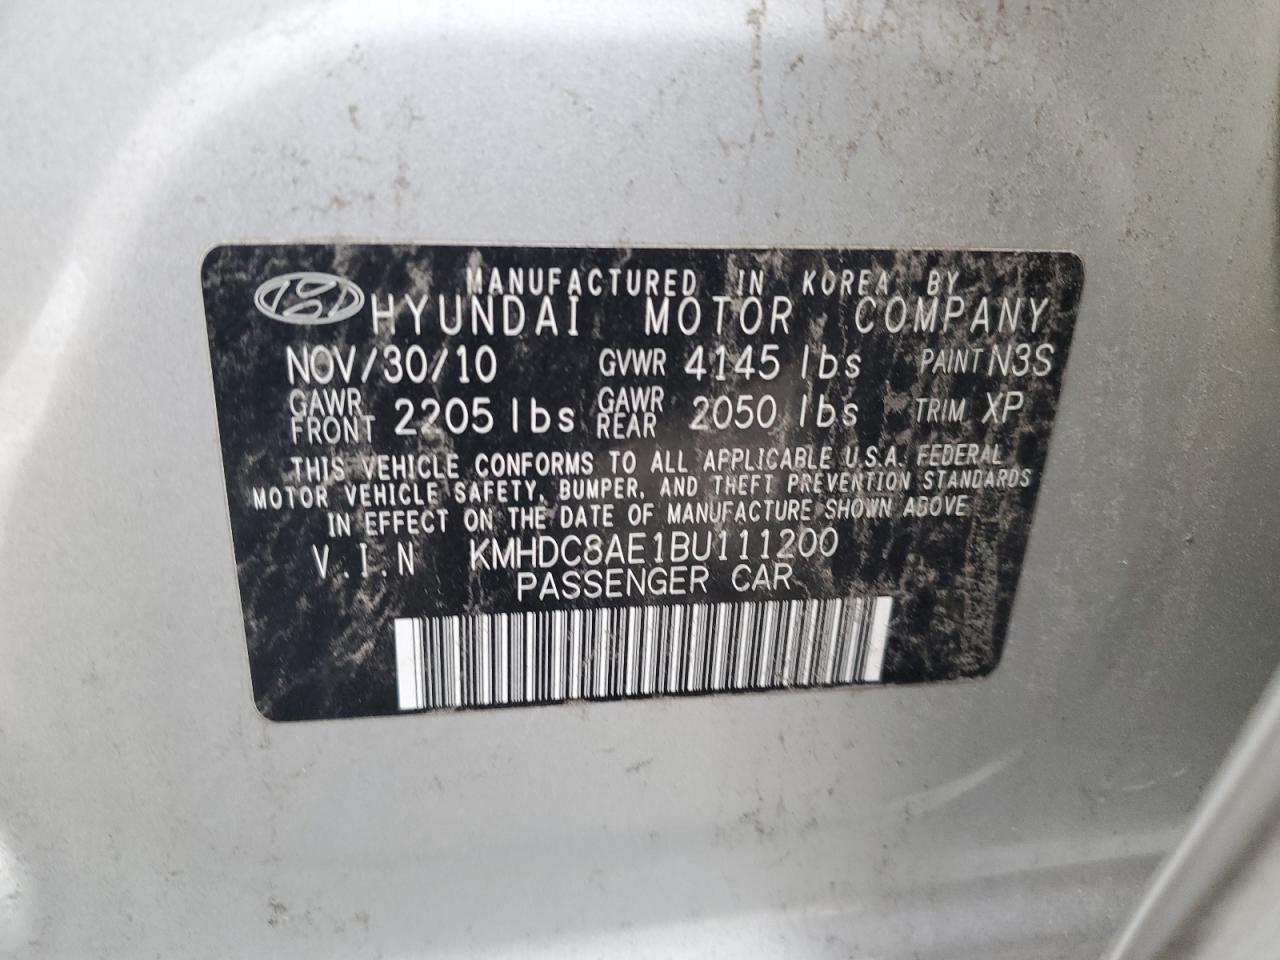 MANUFACTURED IN KOREA BY
HYUNDAI MOTOR COMPANY
NOV/30/10 GVWR 4145 lbs PAINT N3S
GAWR FRONT 2205 lbs GAWR REAR 2050 lbs TRIM XP
THIS VEHICLE CONFORMS TO ALL APPLICABLE U.S.A. FEDERAL
MOTOR VEHICLE SAFETY, BUMPER, AND THEFT PREVENTION STANDARDS
IN EFFECT ON THE DATE OF MANUFACTURE SHOWN ABOVE
V.I.N KMHDC8AE1BU111200
PASSENGER CAR